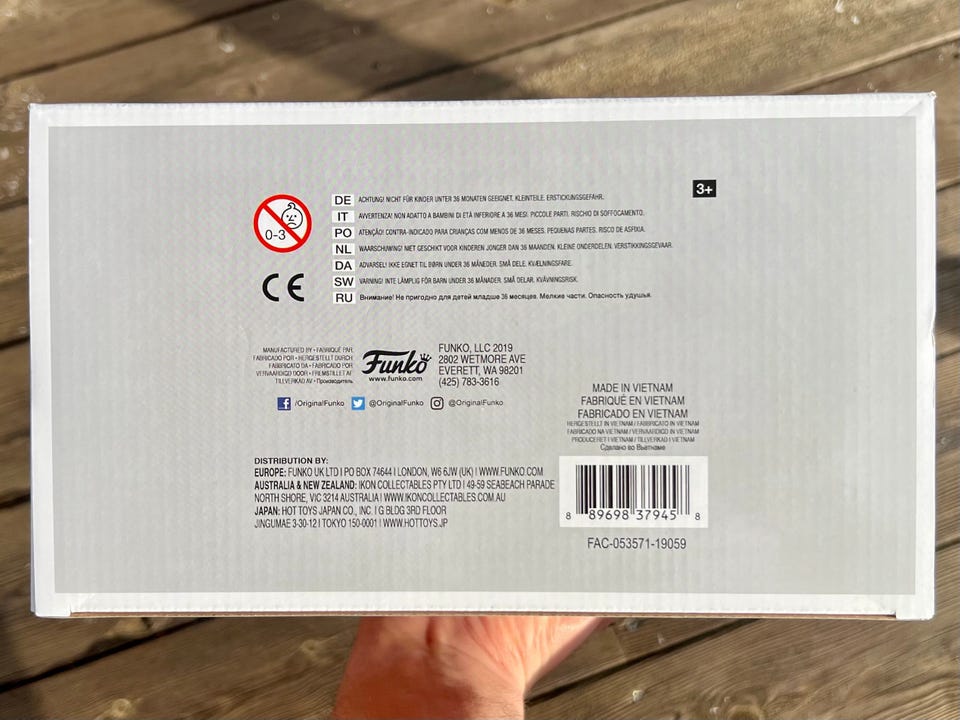 3+
0-3
DE ACHTUNG! NICHT FÜR KINDER UNTER 36 MONATEN GEEIGNET. KLEINTEILE. ERSTICKUNGSGEFAHR.
IT AVVERTENZA! NON ADATTO A BAMBINI DI ETÀ INFERIORE A 36 MESI. PICCOLE PARTI. RISCHIO DI SOFFOCAMENTO.
PO ATENÇÃO! CONTRA-INDICADO PARA CRIANÇAS COM MENOS DE 36 MESES. PEQUENAS PARTES. RISCO DE ASFIXIA.
NL WAARSCHUWING! NIET GESCHIKT VOOR KINDEREN JONGER DAN 36 MAANDEN. KLEINE ONDERDELEN. VERSTIKKINGSGEVAAR.
DA ADVARSEL! IKKE EGNET TIL BØRN UNDER 36 MÅNEDER. SMÅ DELE. KVÆLNINGSFARE.
SW VARNING! INTE LÄMPLIG FÖR BARN UNDER 36 MÅNADER. SMÅ DELAR. KVÄVNINGSRISK.
RU Внимание! Не пригодно для детей младше 36 месяцев. Мелкие части. Опасность удушья.
CE
MANUFACTURED BY • FABRIQUÉ PAR
FABRICADO POR • HERGESTELLT DURCH
FABBRICATO DA • FABRICADO POR
VERVAARDIGD DOOR • FREMSTILLET AF
TILLVERKAD AV • Производитель
Funko
www.funko.com
FUNKO, LLC 2019
2802 WETMORE AVE
EVERETT, WA 98201
(425) 783-3616
/OriginalFunko @OriginalFunko @OriginalFunko
MADE IN VIETNAM
FABRIQUÉ EN VIETNAM
FABRICADO EN VIETNAM
HERGESTELLT IN VIETNAM / FABBRICATO IN VIETNAM
FABRICADO NA VIETNAM / VERVAARDIGD IN VIETNAM
PRODUCERET I VIETNAM / TILLVERKAD I VIETNAM
Сделано во Вьетнаме
DISTRIBUTION BY:
EUROPE: FUNKO UK LTD I PO BOX 74644 I LONDON, W6 6JW (UK) I WWW.FUNKO.COM
AUSTRALIA & NEW ZEALAND: IKON COLLECTABLES PTY LTD I 49-59 SEABEACH PARADE
NORTH SHORE, VIC 3214 AUSTRALIA I WWW.IKONCOLLECTABLES.COM.AU
JAPAN: HOT TOYS JAPAN CO., INC. I G BLDG 3RD FLOOR
JINGUMAE 3-30-12 I TOKYO 150-0001 I WWW.HOTTOYS.JP
8 89698 37945 8
FAC-053571-19059